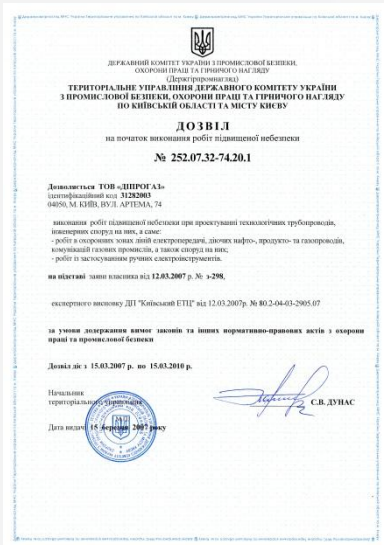 ДЕРЖАВНИЙ КОМІТЕТ УКРАЇНИ З ПРОМИСЛОВОЇ БЕЗПЕКИ,
ОХОРОНИ ПРАЦІ ТА ГІРНИЧОГО НАГЛЯДУ
(Держгірпромнагляд)
ТЕРИТОРІАЛЬНЕ УПРАВЛІННЯ ДЕРЖАВНОГО КОМІТЕТУ УКРАЇНИ
З ПРОМИСЛОВОЇ БЕЗПЕКИ, ОХОРОНИ ПРАЦІ ТА ГІРНИЧОГО НАГЛЯДУ
ПО КИЇВСЬКІЙ ОБЛАСТІ ТА МІСТУ КИЄВУ
ДОЗВІЛ
на початок виконання робіт підвищеної небезпеки
№ 252.07.32-74.20.1
Дозволяється ТОВ «ДІПРОГАЗ»
ідентифікаційний код 31282003
04050, М. КИЇВ, ВУЛ. АРТЕМА, 74
виконання робіт підвищеної небезпеки при проектуванні технологічних трубопроводів,
інженерних споруд на них, а саме:
- робіт в охоронних зонах ліній електропередачі, діючих нафто-, продукто- та газопроводів,
комунікацій газових промислів, а також споруд на них;
- робіт із застосуванням ручних електроінструментів.
на підставі заяви власника від 12.03.2007 р. № з-298,
експертного висновку ДП "Київський ЕТЦ" від 12.03.2007р. № 80.2-04-03-2905.07
за умови додержання вимог законів та інших нормативно-правових актів з охорони
праці та промислової безпеки
Дозвіл діє з 15.03.2007 р. по 15.03.2010 р.
Начальник
територіального управління
С.В. ДУНАС
Дата видачі 15 березня 2007 року